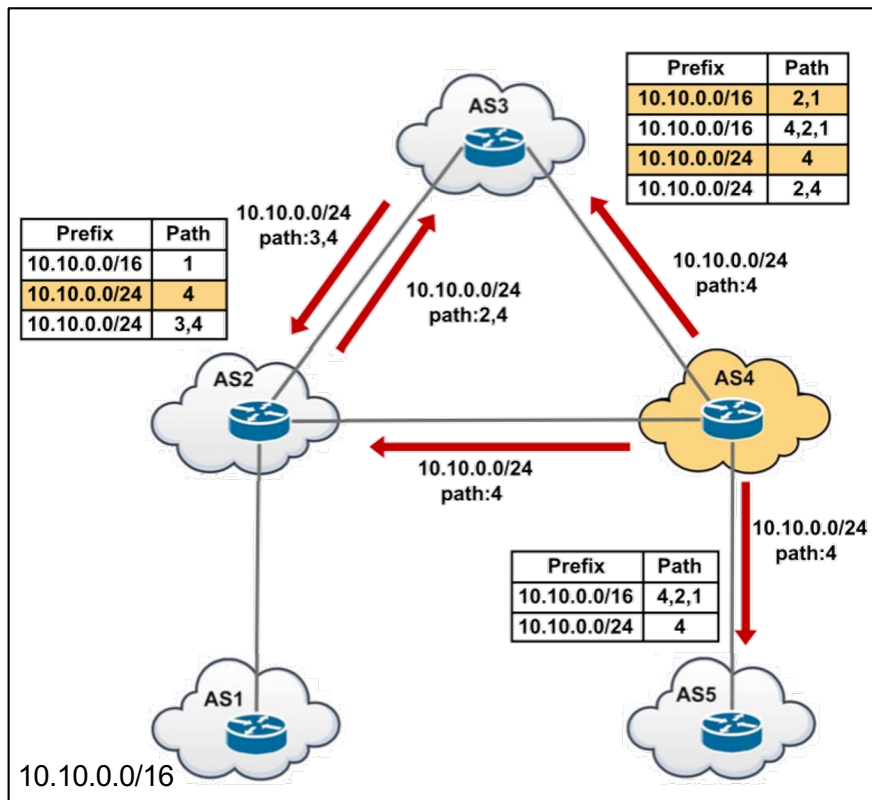 AS3
Prefix Path
10.10.0.0/16 2,1
10.10.0.0/16 4,2,1
10.10.0.0/24 4
10.10.0.0/24 2,4
10.10.0.0/24
path:3,4
Prefix Path
10.10.0.0/16 1
10.10.0.0/24 4
10.10.0.0/24 3,4
10.10.0.0/24
path:2,4
10.10.0.0/24
path:4
AS2
AS4
10.10.0.0/24
path:4
10.10.0.0/24
path:4
Prefix Path
10.10.0.0/16 4,2,1
10.10.0.0/24 4
AS1
AS5
10.10.0.0/16